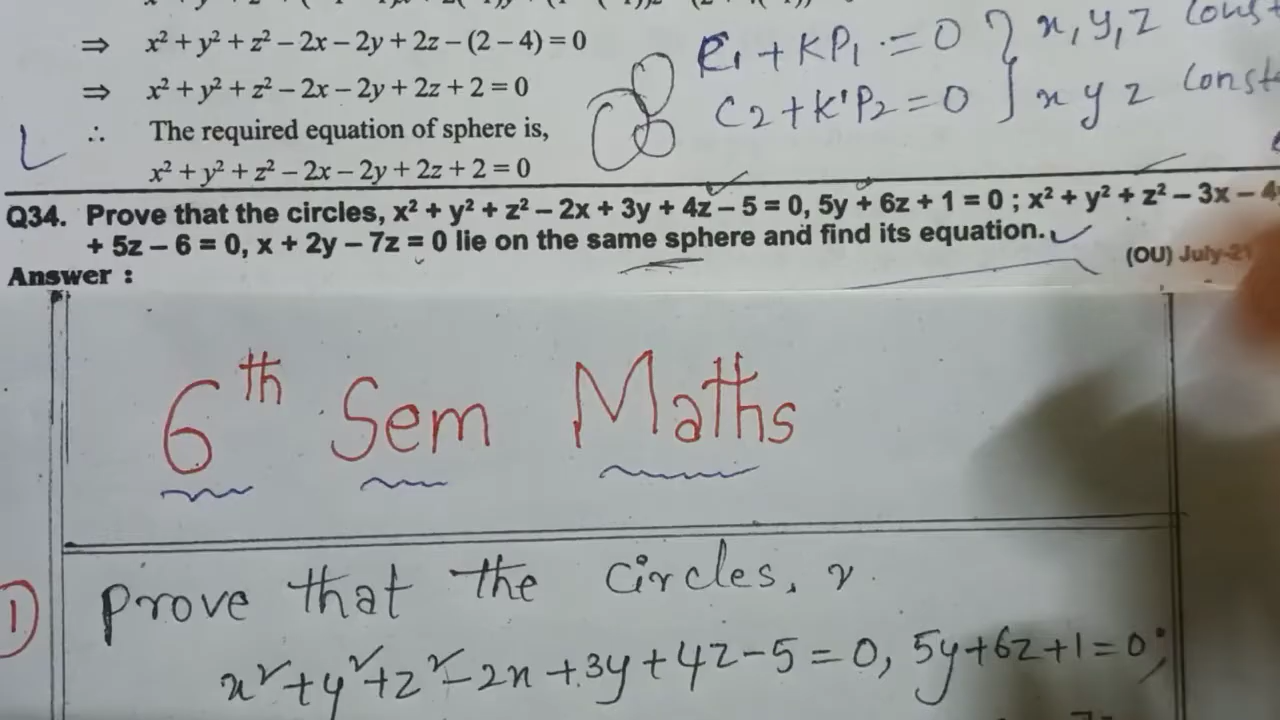 ⇒ x² + y² + z² – 2x – 2y + 2z – (2 – 4) = 0
⇒ x² + y² + z² – 2x – 2y + 2z + 2 = 0
∴ The required equation of sphere is,
x² + y² + z² – 2x – 2y + 2z + 2 = 0
C₁ + KP₁ = 0 } x, y, z const
C₂ + K'P₂ = 0 } x y z const
Q34. Prove that the circles, x² + y² + z² – 2x + 3y + 4z – 5 = 0, 5y + 6z + 1 = 0 ; x² + y² + z² – 3x – 4
+ 5z – 6 = 0, x + 2y – 7z = 0 lie on the same sphere and find its equation.
(OU) July-21
Answer :
6th Sem Maths
1) Prove that the circles,
x² + y² + z² – 2x + 3y + 4z – 5 = 0, 5y + 6z + 1 = 0;